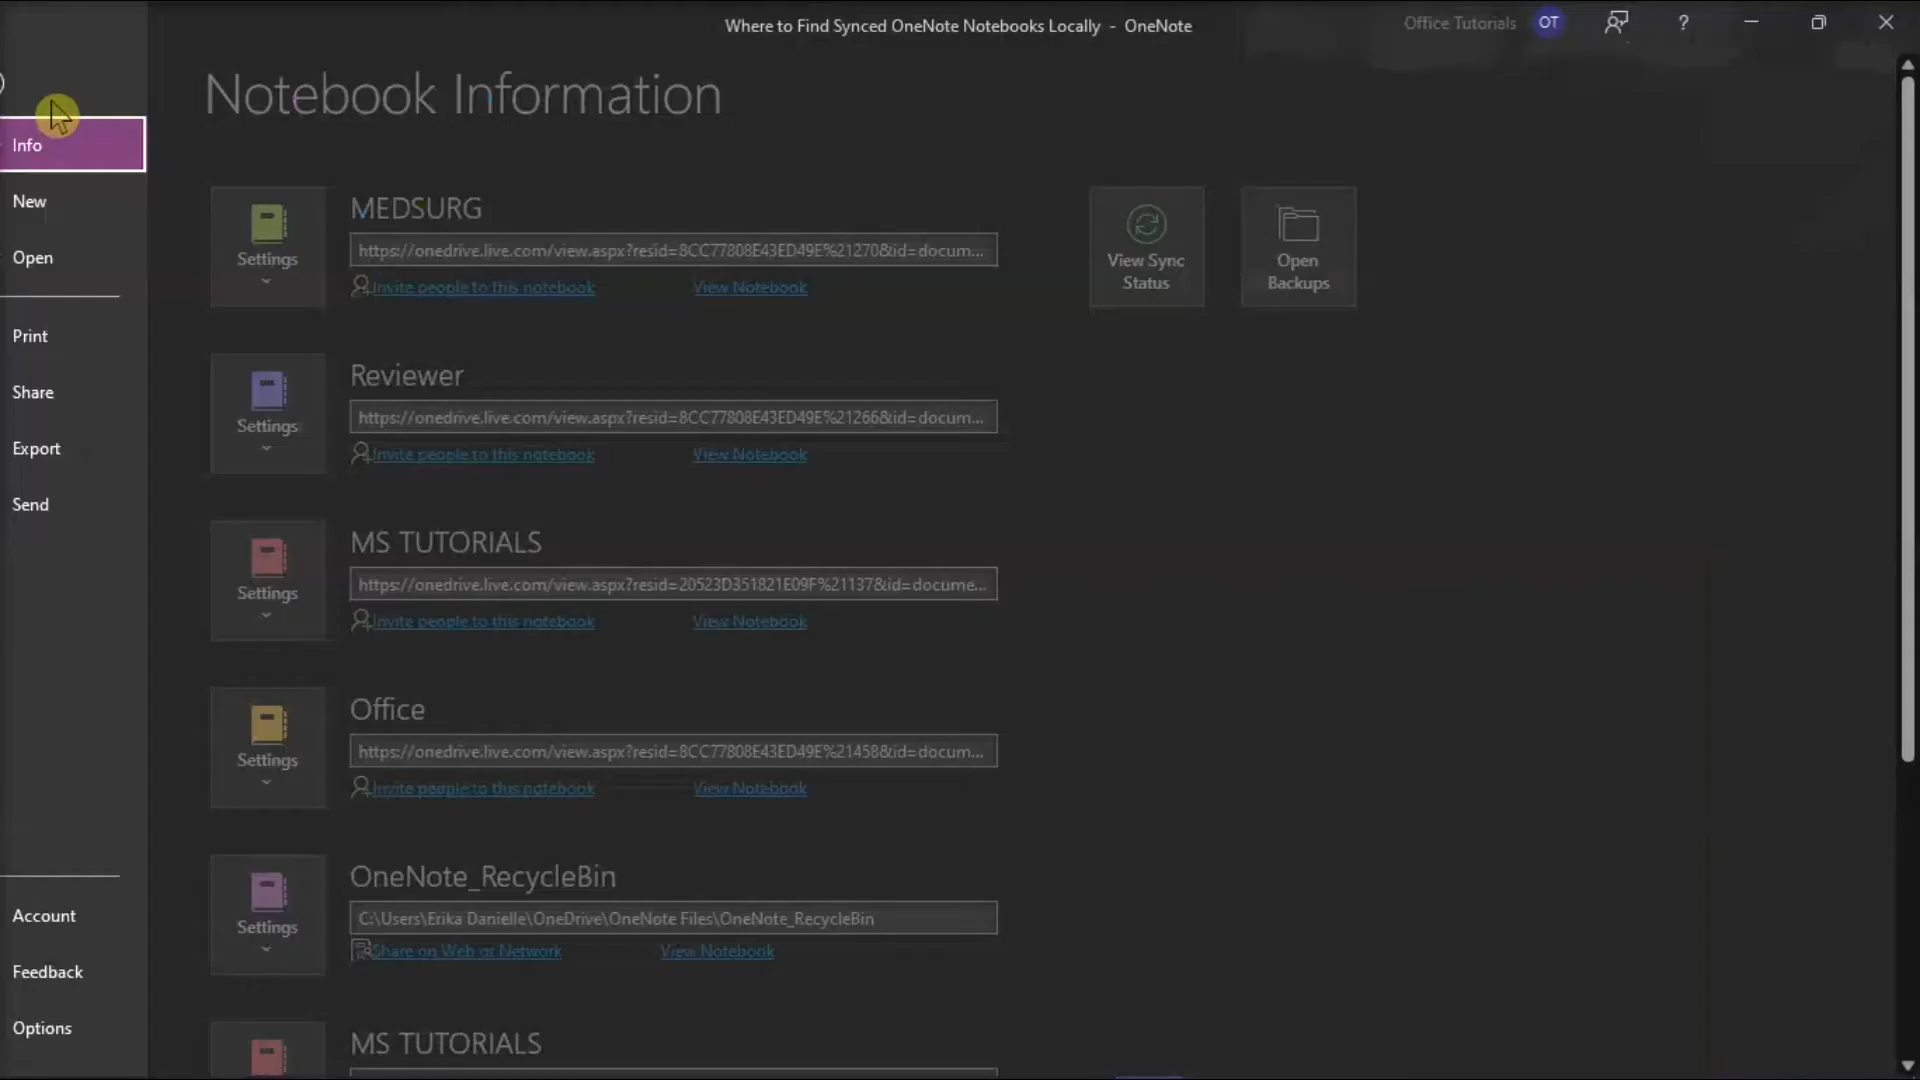 Where to Find Synced OneNote Notebooks Locally - OneNote
Office Tutorials
OT
?
Notebook Information
Info
New
Open
Print
Share
Export
Send
Account
Feedback
Options
Settings
MEDSURG
https://onedrive.live.com/view.aspx?resid=8CC77808E43ED49E%21270&id=docum...
Invite people to this notebook
View Notebook
View Sync
Status
Open
Backups
Settings
Reviewer
https://onedrive.live.com/view.aspx?resid=8CC77808E43ED49E%21266&id=docum...
Invite people to this notebook
View Notebook
Settings
MS TUTORIALS
https://onedrive.live.com/view.aspx?resid=20523D351821E09F%21137&id=docume...
Invite people to this notebook
View Notebook
Settings
Office
https://onedrive.live.com/view.aspx?resid=8CC77808E43ED49E%21458&id=docum...
Invite people to this notebook
View Notebook
Settings
OneNote_RecycleBin
C:\Users\Erika Danielle\OneDrive\OneNote Files\OneNote_RecycleBin
Share on Web or Network
View Notebook
MS TUTORIALS